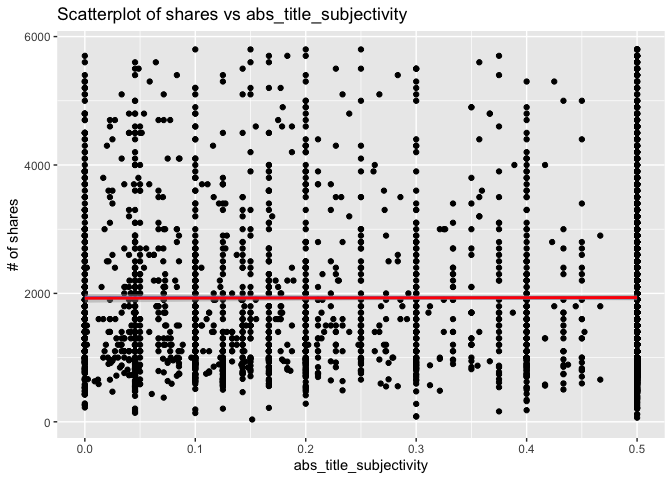 Scatterplot of shares vs abs_title_subjectivity
6000
4000
2000
0
# of shares
0.0 0.1 0.2 0.3 0.4 0.5
abs_title_subjectivity